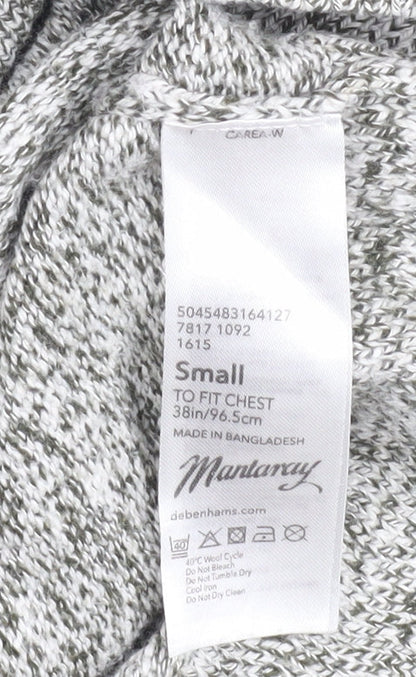 CAREA-W
5045483164127
7817 1092
1615
Small
TO FIT CHEST
38in/96.5cm
MADE IN BANGLADESH
Mantaray
debenhams.com
40
40°C Wool Cycle
Do Not Bleach
Do Not Tumble Dry
Cool Iron
Do Not Dry Clean